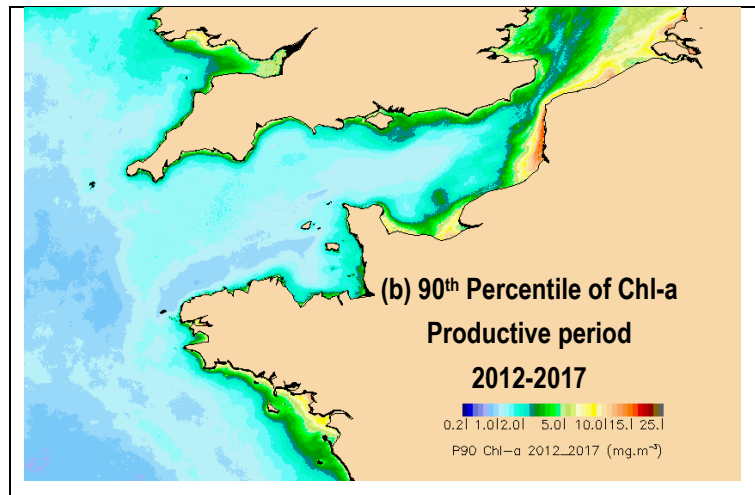 (b) 90th Percentile of Chl-a
Productive period
2012-2017
0.2| 1.0|2.0| 5.0| 10.0| 15.| 25.|
P90 Chl-a 2012_2017 (mg.m⁻³)